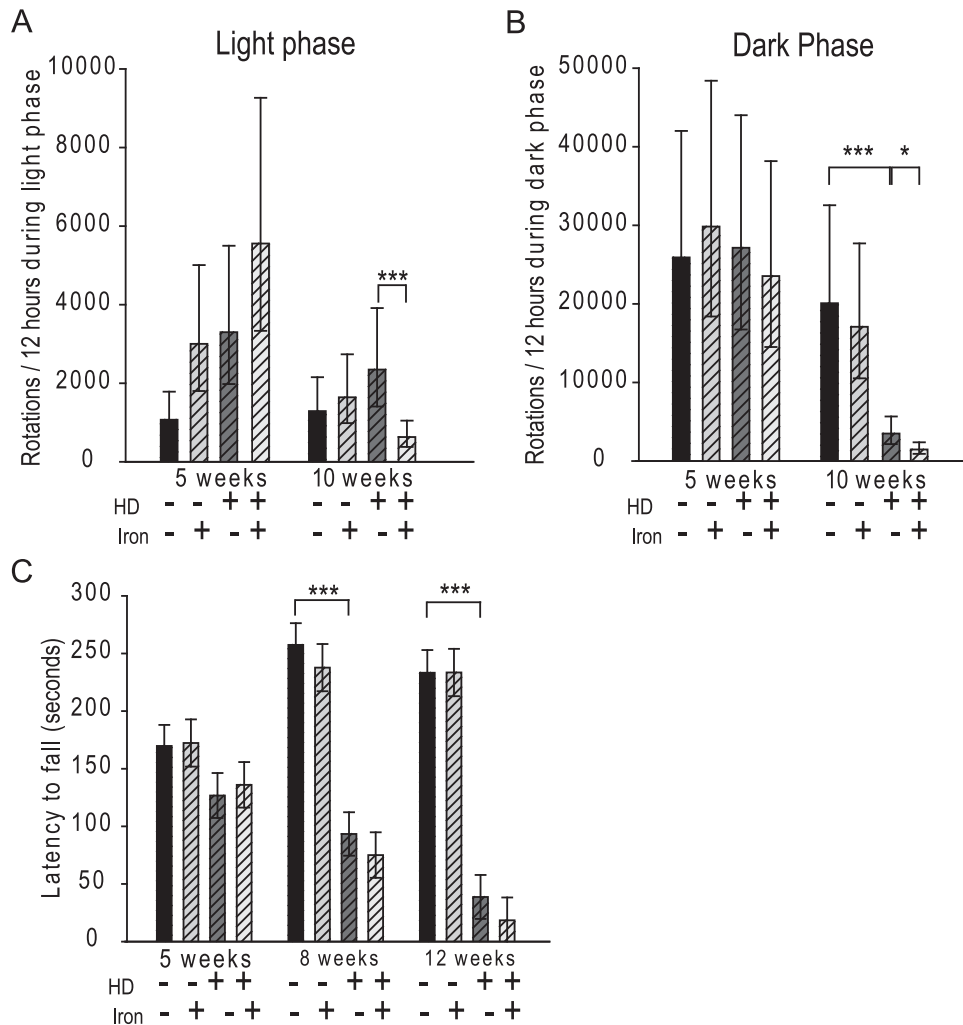 A
Light phase
Rotations / 12 hours during light phase
10000
8000
6000
4000
2000
0
***
5 weeks 10 weeks
HD - - + + - - + +
Iron - + - + - + - +
B
Dark Phase
Rotations / 12 hours during dark phase
50000
40000
30000
20000
10000
0
*** *
5 weeks 10 weeks
HD - - + + - - + +
Iron - + - + - + - +
C
Latency to fall (seconds)
300
250
200
150
100
50
0
*** ***
5 weeks 8 weeks 12 weeks
HD - - + + - - + + - - + +
Iron - + - + - + - + - + - +